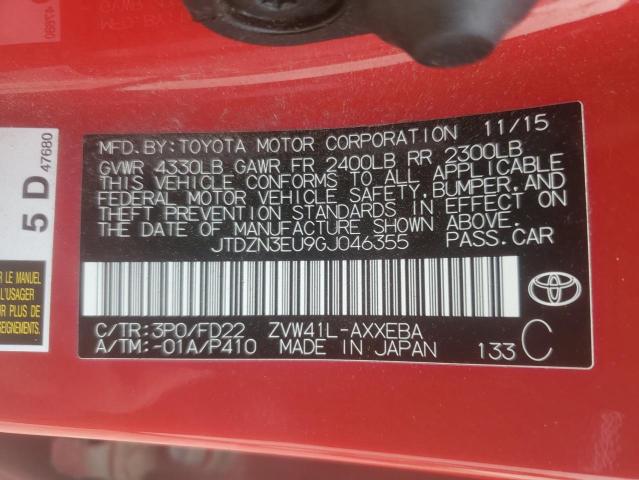 MFD. BY: TOYOTA MOTOR CORPORATION 11/15
GVWR 4330LB GAWR FR 2400LB RR 2300LB
THIS VEHICLE CONFORMS TO ALL APPLICABLE
FEDERAL MOTOR VEHICLE SAFETY, BUMPER, AND
THEFT PREVENTION STANDARDS IN EFFECT ON
THE DATE OF MANUFACTURE SHOWN ABOVE.
JTDZN3EU9GJ046355 PASS. CAR
C/TR: 3P0/FD22 ZVW41L-AXXEBA
A/TM: -01A/P410 MADE IN JAPAN 133 C
5 D
47680
LE MANUEL
L'USAGER
UR PLUS DE
SEIGNEMENTS.